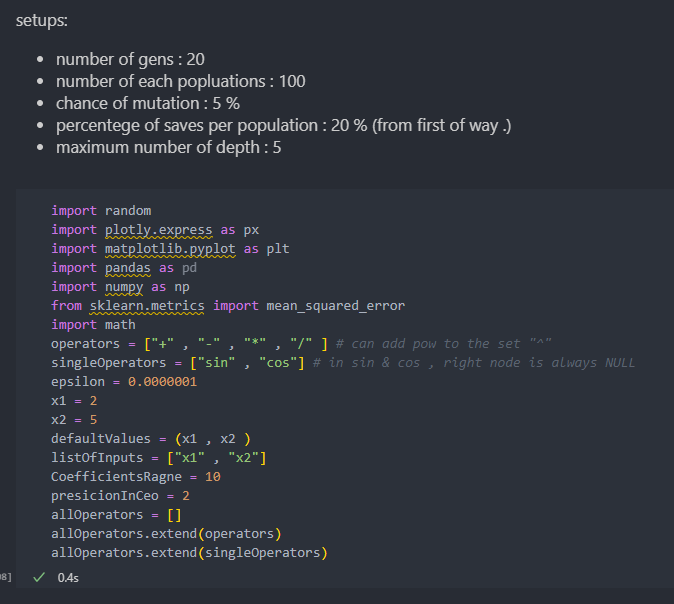 setups:
• number of gens : 20
• number of each popluations : 100
• chance of mutation : 5 %
• percentege of saves per population : 20 % (from first of way .)
• maximum number of depth : 5
import random
import plotly.express as px
import matplotlib.pyplot as plt
import pandas as pd
import numpy as np
from sklearn.metrics import mean_squared_error
import math
operators = ["+" , "-" , "*" , "/" ] # can add pow to the set "^"
singleOperators = ["sin" , "cos"] # in sin & cos , right node is always NULL
epsilon = 0.0000001
x1 = 2
x2 = 5
defaultValues = (x1 , x2 )
listOfInputs = ["x1" , "x2"]
CoefficientsRagne = 10
presicionInCeo = 2
allOperators = []
allOperators.extend(operators)
allOperators.extend(singleOperators)
8] ✓ 0.4s